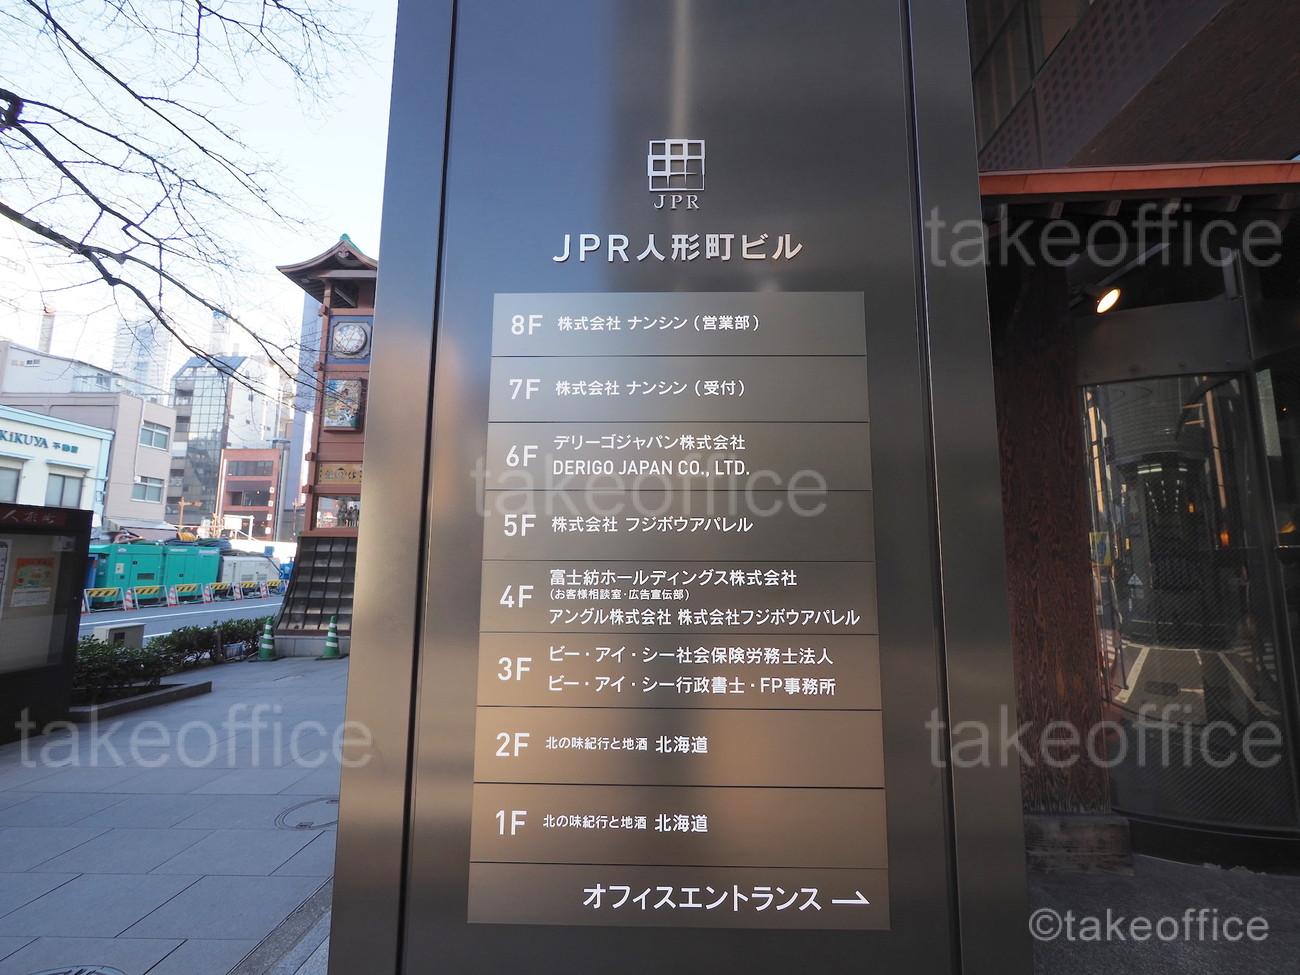 JPR
JPR人形町ビル
8F 株式会社 ナンシン (営業部)
7F 株式会社 ナンシン (受付)
6F デリーゴジャパン株式会社
DERIGO JAPAN CO., LTD.
5F 株式会社 フジボウアパレル
4F 富士紡ホールディングス株式会社
(お客様相談室・広告宣伝部)
アングル株式会社 株式会社フジボウアパレル
3F ビー・アイ・シー社会保険労務士法人
ビー・アイ・シー行政書士・FP事務所
2F 北の味紀行と地酒 北海道
1F 北の味紀行と地酒 北海道
オフィスエントランス
KiKUYA 不動産
人形町
takeoffice
takeoffice
takeoffice
takeoffice
©takeoffice